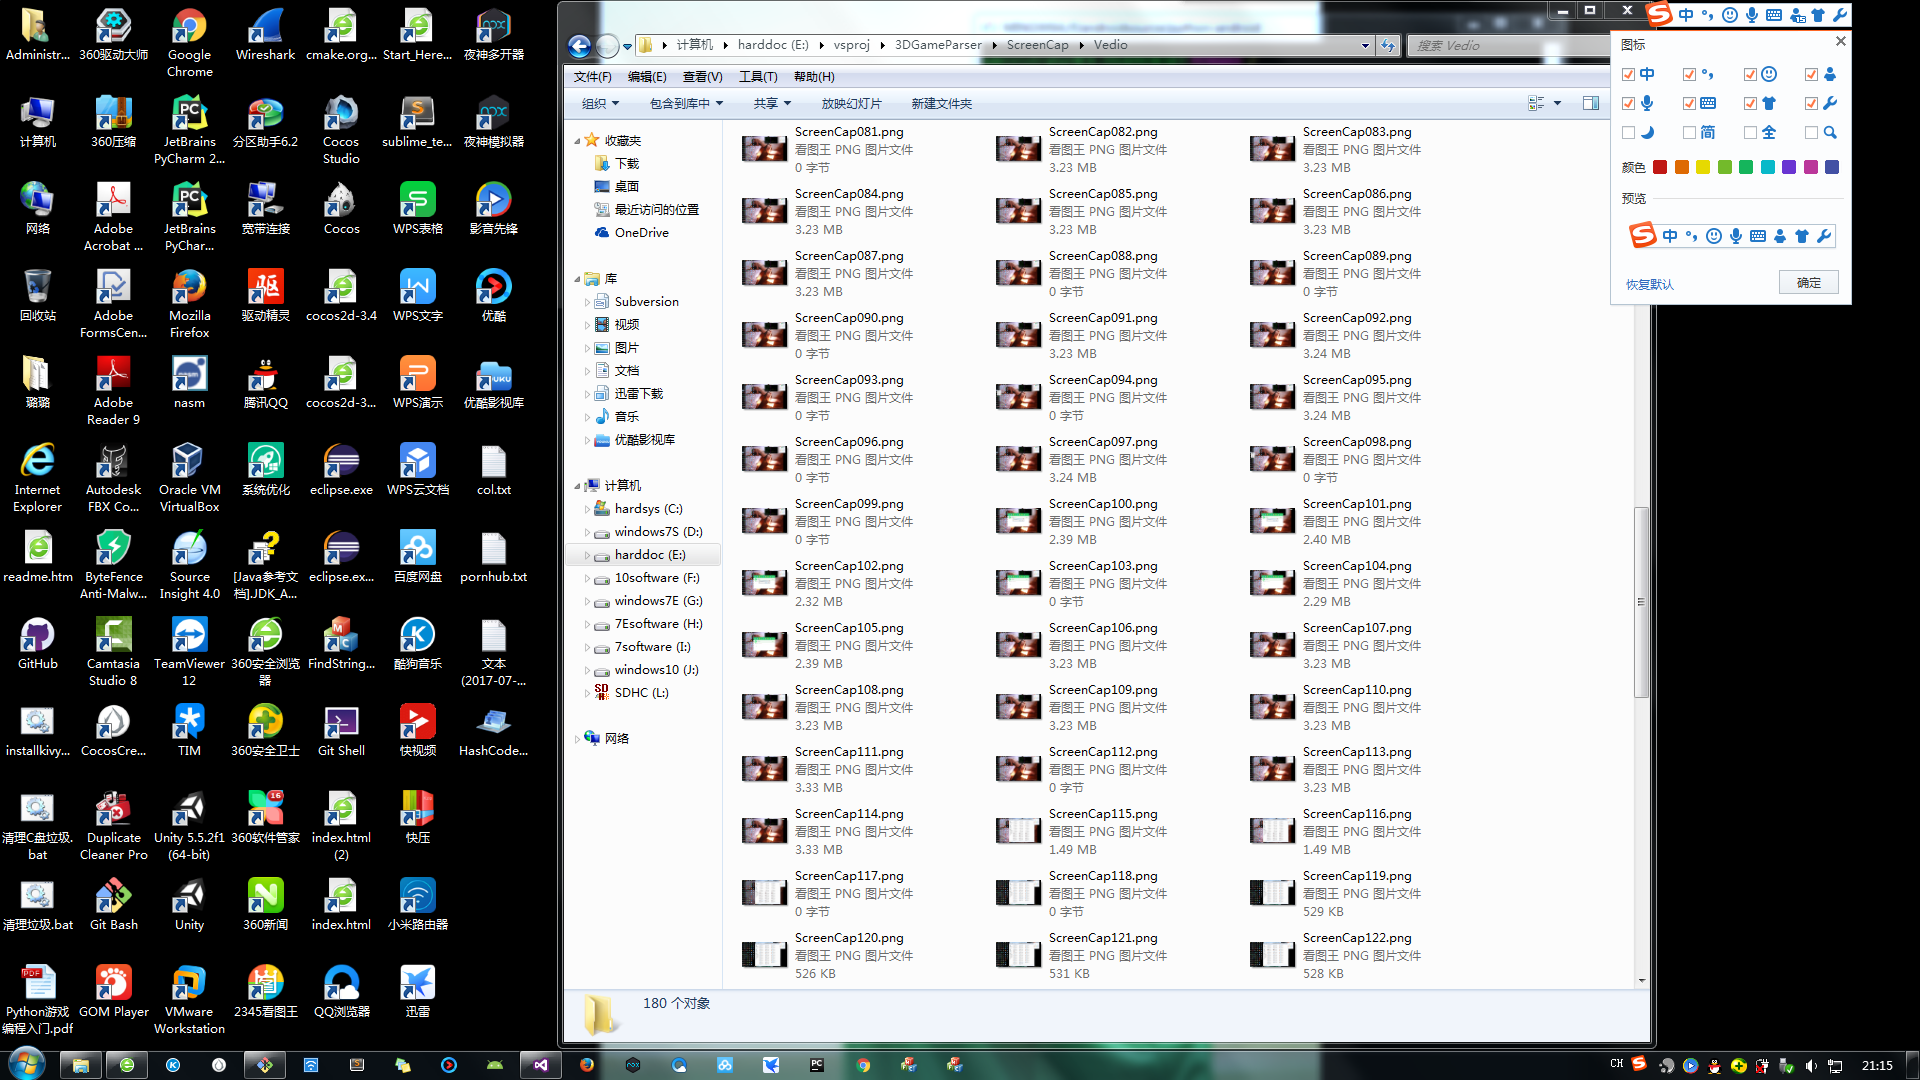 Administr...
360驱动大师
Google Chrome
Wireshark
cmake.org...
Start_Here...
夜神多开器
计算机
360压缩
JetBrains PyCharm 2...
分区助手6.2
Cocos Studio
sublime_te...
夜神模拟器
网络
Adobe Acrobat ...
JetBrains PyChar...
宽带连接
Cocos
WPS表格
影音先锋
回收站
Adobe FormsCen...
Mozilla Firefox
驱动精灵
cocos2d-3.4
WPS文字
优酷
璐璐
Adobe Reader 9
nasm
腾讯QQ
cocos2d-3...
WPS演示
优酷影视库
Internet Explorer
Autodesk FBX Co...
Oracle VM VirtualBox
系统优化
eclipse.exe
WPS云文档
col.txt
readme.htm
ByteFence Anti-Malw...
Source Insight 4.0
[Java参考文档].JDK_A...
eclipse.ex...
百度网盘
pornhub.txt
GitHub
Camtasia Studio 8
TeamViewer 12
360安全浏览器
FindString...
酷狗音乐
文本 (2017-07-...
installkivy...
CocosCre...
TIM
360安全卫士
Git Shell
快视频
HashCode...
清理C盘垃圾.bat
Duplicate Cleaner Pro
Unity 5.5.2f1 (64-bit)
360软件管家
index.html (2)
快压
清理垃圾.bat
Git Bash
Unity
360新闻
index.html
小米路由器
Python游戏编程入门.pdf
GOM Player
VMware Workstation
2345看图王
QQ浏览器
迅雷
计算机 harddoc (E:) vsproj 3DGameParser ScreenCap Vedio
搜索 Vedio
文件(F) 编辑(E) 查看(V) 工具(T) 帮助(H)
组织 包含到库中 共享 放映幻灯片 新建文件夹
收藏夹
下载
桌面
最近访问的位置
OneDrive
库
Subversion
视频
图片
文档
迅雷下载
音乐
优酷影视库
计算机
hardsys (C:)
windows7S (D:)
harddoc (E:)
10software (F:)
windows7E (G:)
7Esoftware (H:)
7software (I:)
windows10 (J:)
SDHC (L:)
网络
ScreenCap081.png ScreenCap082.png ScreenCap083.png
看图王 PNG 图片文件 看图王 PNG 图片文件 看图王 PNG 图片文件
0 字节 3.23 MB 3.23 MB
ScreenCap084.png ScreenCap085.png ScreenCap086.png
看图王 PNG 图片文件 看图王 PNG 图片文件 看图王 PNG 图片文件
3.23 MB 3.23 MB 3.23 MB
ScreenCap087.png ScreenCap088.png ScreenCap089.png
看图王 PNG 图片文件 看图王 PNG 图片文件 看图王 PNG 图片文件
3.23 MB 0 字节 0 字节
ScreenCap090.png ScreenCap091.png ScreenCap092.png
看图王 PNG 图片文件 看图王 PNG 图片文件 看图王 PNG 图片文件
0 字节 3.23 MB 3.24 MB
ScreenCap093.png ScreenCap094.png ScreenCap095.png
看图王 PNG 图片文件 看图王 PNG 图片文件 看图王 PNG 图片文件
0 字节 0 字节 3.24 MB
ScreenCap096.png ScreenCap097.png ScreenCap098.png
看图王 PNG 图片文件 看图王 PNG 图片文件 看图王 PNG 图片文件
0 字节 3.24 MB 0 字节
ScreenCap099.png ScreenCap100.png ScreenCap101.png
看图王 PNG 图片文件 看图王 PNG 图片文件 看图王 PNG 图片文件
0 字节 2.39 MB 2.40 MB
ScreenCap102.png ScreenCap103.png ScreenCap104.png
看图王 PNG 图片文件 看图王 PNG 图片文件 看图王 PNG 图片文件
2.32 MB 0 字节 2.29 MB
ScreenCap105.png ScreenCap106.png ScreenCap107.png
看图王 PNG 图片文件 看图王 PNG 图片文件 看图王 PNG 图片文件
2.39 MB 3.23 MB 3.23 MB
ScreenCap108.png ScreenCap109.png ScreenCap110.png
看图王 PNG 图片文件 看图王 PNG 图片文件 看图王 PNG 图片文件
3.23 MB 3.23 MB 3.23 MB
ScreenCap111.png ScreenCap112.png ScreenCap113.png
看图王 PNG 图片文件 看图王 PNG 图片文件 看图王 PNG 图片文件
3.33 MB 0 字节 3.23 MB
ScreenCap114.png ScreenCap115.png ScreenCap116.png
看图王 PNG 图片文件 看图王 PNG 图片文件 看图王 PNG 图片文件
3.33 MB 1.49 MB 1.49 MB
ScreenCap117.png ScreenCap118.png ScreenCap119.png
看图王 PNG 图片文件 看图王 PNG 图片文件 看图王 PNG 图片文件
0 字节 0 字节 529 KB
ScreenCap120.png ScreenCap121.png ScreenCap122.png
看图王 PNG 图片文件 看图王 PNG 图片文件 看图王 PNG 图片文件
526 KB 531 KB 528 KB
180 个对象
中
图标
中
简 全
颜色
预览
中
恢复默认 确定
CH 21:15